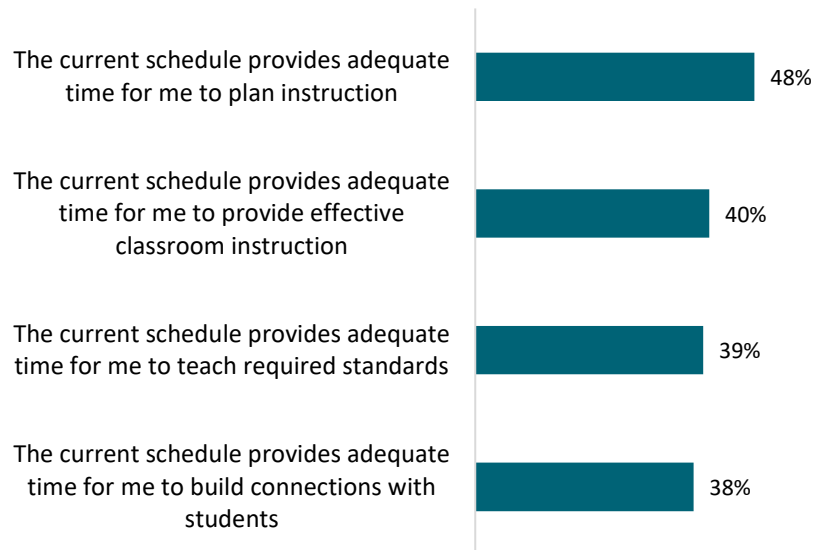 The current schedule provides adequate
time for me to plan instruction
48%
The current schedule provides adequate
time for me to provide effective
classroom instruction
40%
The current schedule provides adequate
time for me to teach required standards
39%
The current schedule provides adequate
time for me to build connections with
students
38%